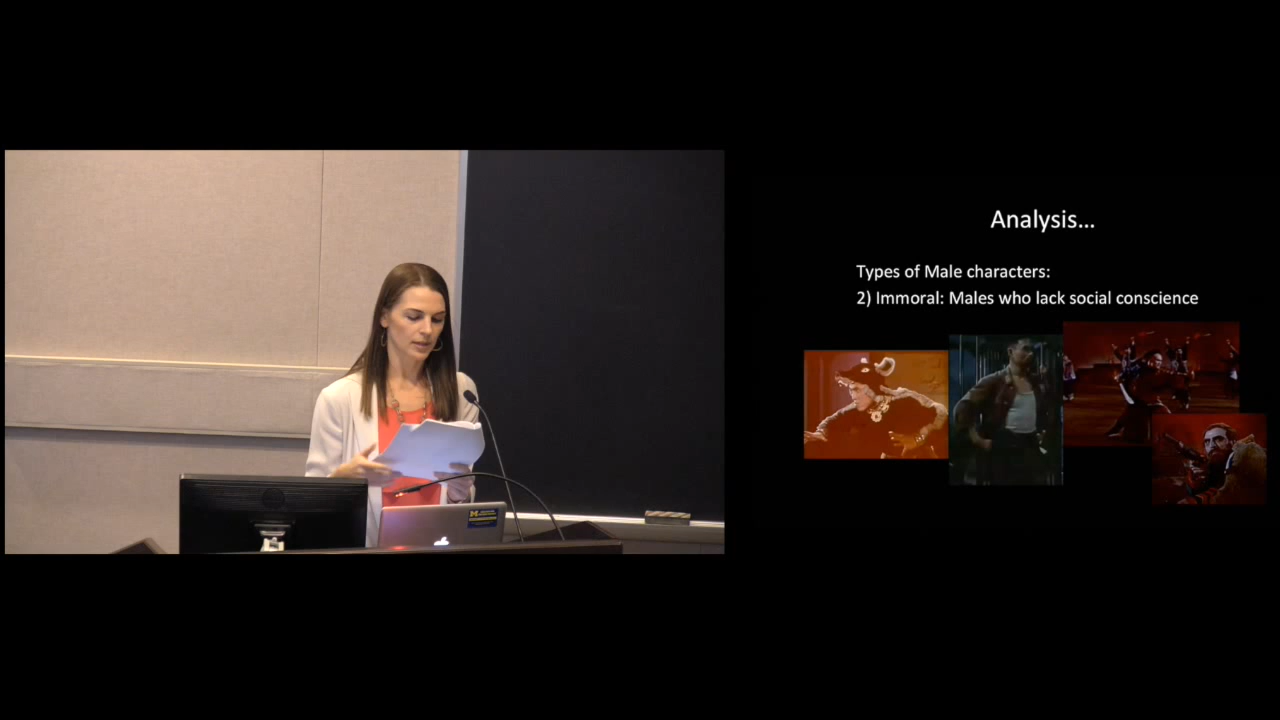 Analysis…
Types of Male characters:
2) Immoral: Males who lack social conscience